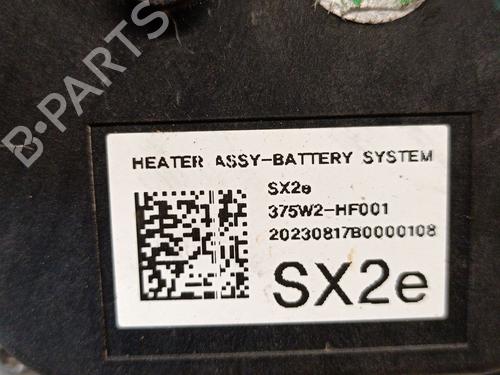 B-PARTS
HEATER ASSY-BATTERY SYSTEM
SX2e
375W2-HF001
20230817B0000108
SX2e